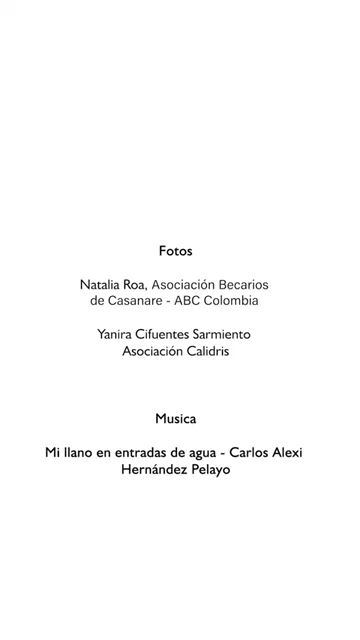 Fotos
Natalia Roa, Asociación Becarios
de Casanare - ABC Colombia
Yanira Cifuentes Sarmiento
Asociación Calidris
Musica
Mi llano en entradas de agua - Carlos Alexi
Hernández Pelayo